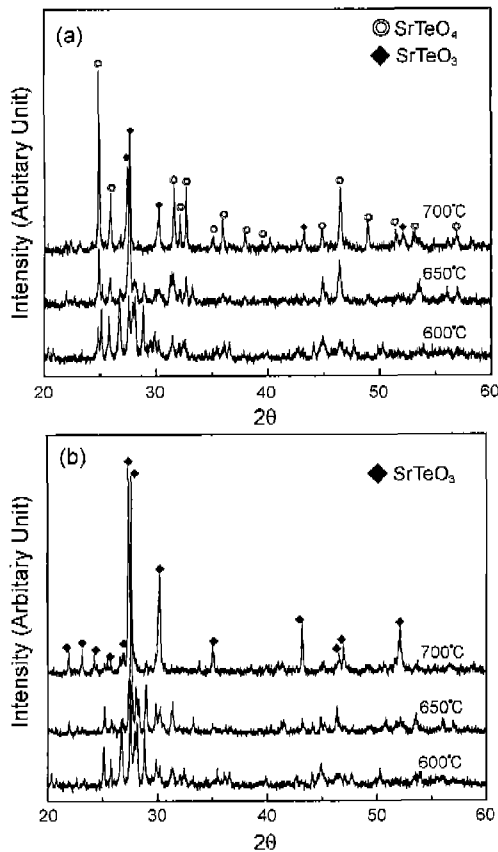 (a)
◎ SrTeO₄
◆ SrTeO₃
Intensity (Arbitary Unit)
700°C
650°C
600°C
20 30 40 50 60
2θ
(b)
◆ SrTeO₃
Intensity (Arbitary Unit)
700°C
650°C
600°C
20 30 40 50 60
2θ